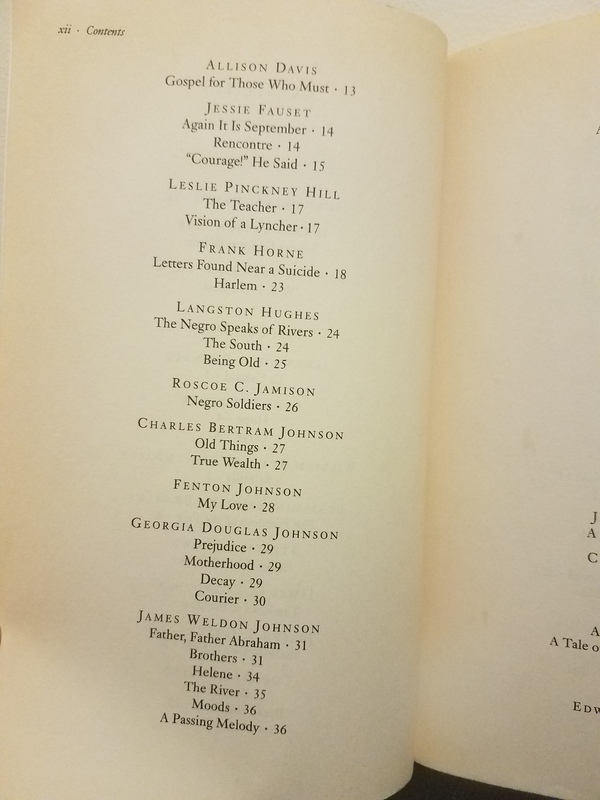 xii · Contents
ALLISON DAVIS
Gospel for Those Who Must · 13
JESSIE FAUSET
Again It Is September · 14
Rencontre · 14
“Courage!” He Said · 15
LESLIE PINCKNEY HILL
The Teacher · 17
Vision of a Lyncher · 17
FRANK HORNE
Letters Found Near a Suicide · 18
Harlem · 23
LANGSTON HUGHES
The Negro Speaks of Rivers · 24
The South · 24
Being Old · 25
ROSCOE C. JAMISON
Negro Soldiers · 26
CHARLES BERTRAM JOHNSON
Old Things · 27
True Wealth · 27
FENTON JOHNSON
My Love · 28
GEORGIA DOUGLAS JOHNSON
Prejudice · 29
Motherhood · 29
Decay · 29
Courier · 30
JAMES WELDON JOHNSON
Father, Father Abraham · 31
Brothers · 31
Helene · 34
The River · 35
Moods · 36
A Passing Melody · 36
J
A
C
A
A Tale o
EDW